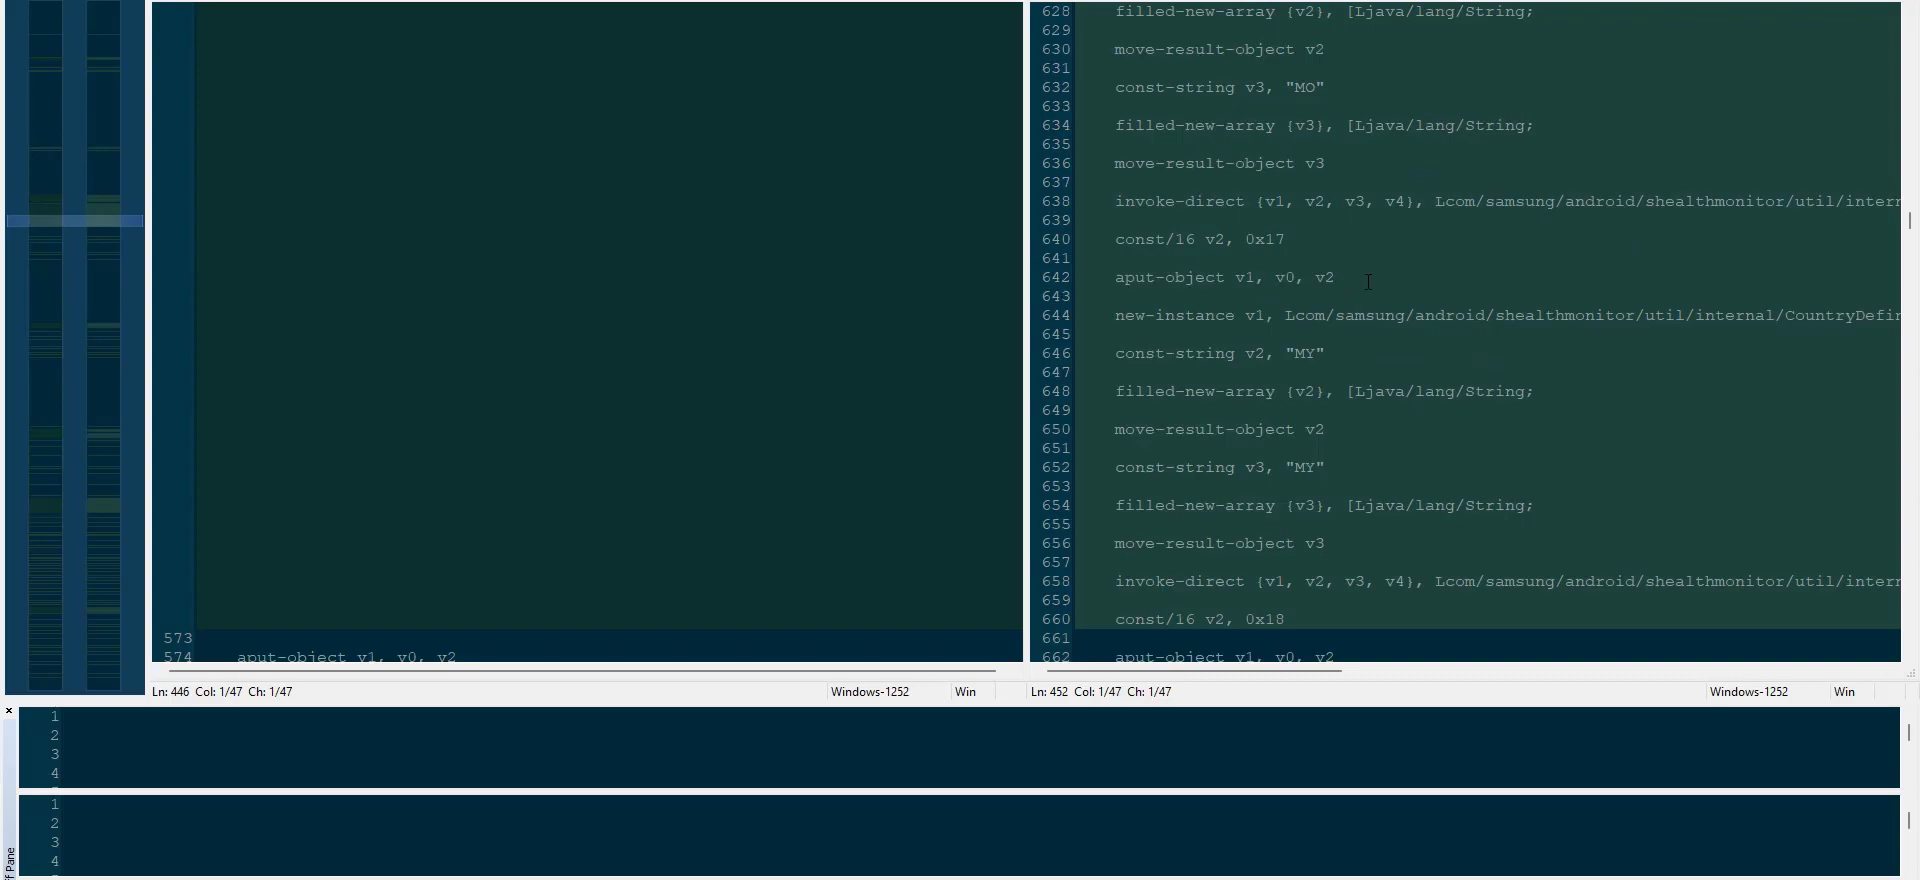 573
574 aput-object v1, v0, v2
Ln: 446 Col: 1/47 Ch: 1/47 Windows-1252 Win
628 filled-new-array {v2}, [Ljava/lang/String;
629
630 move-result-object v2
631
632 const-string v3, "MO"
633
634 filled-new-array {v3}, [Ljava/lang/String;
635
636 move-result-object v3
637
638 invoke-direct {v1, v2, v3, v4}, Lcom/samsung/android/shealthmonitor/util/intern
639
640 const/16 v2, 0x17
641
642 aput-object v1, v0, v2
643
644 new-instance v1, Lcom/samsung/android/shealthmonitor/util/internal/CountryDefin
645
646 const-string v2, "MY"
647
648 filled-new-array {v2}, [Ljava/lang/String;
649
650 move-result-object v2
651
652 const-string v3, "MY"
653
654 filled-new-array {v3}, [Ljava/lang/String;
655
656 move-result-object v3
657
658 invoke-direct {v1, v2, v3, v4}, Lcom/samsung/android/shealthmonitor/util/intern
659
660 const/16 v2, 0x18
661
662 aput-object v1, v0, v2
Ln: 452 Col: 1/47 Ch: 1/47 Windows-1252 Win
1
2
3
4
1
2
3
4
ff Pane